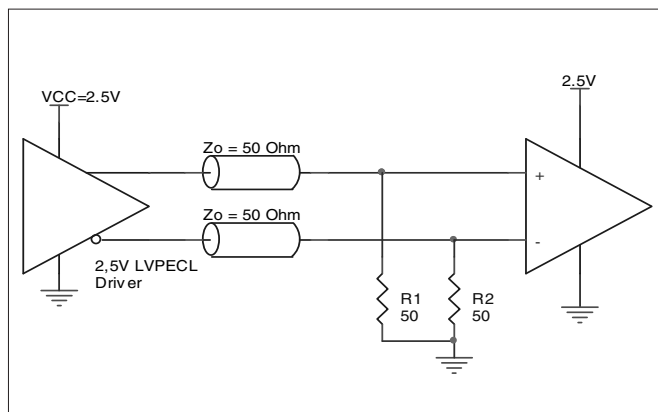 VCC=2.5V
2.5V
Zo = 50 Ohm
+
Zo = 50 Ohm
-
2,5V LVPECL
Driver
R1
50
R2
50